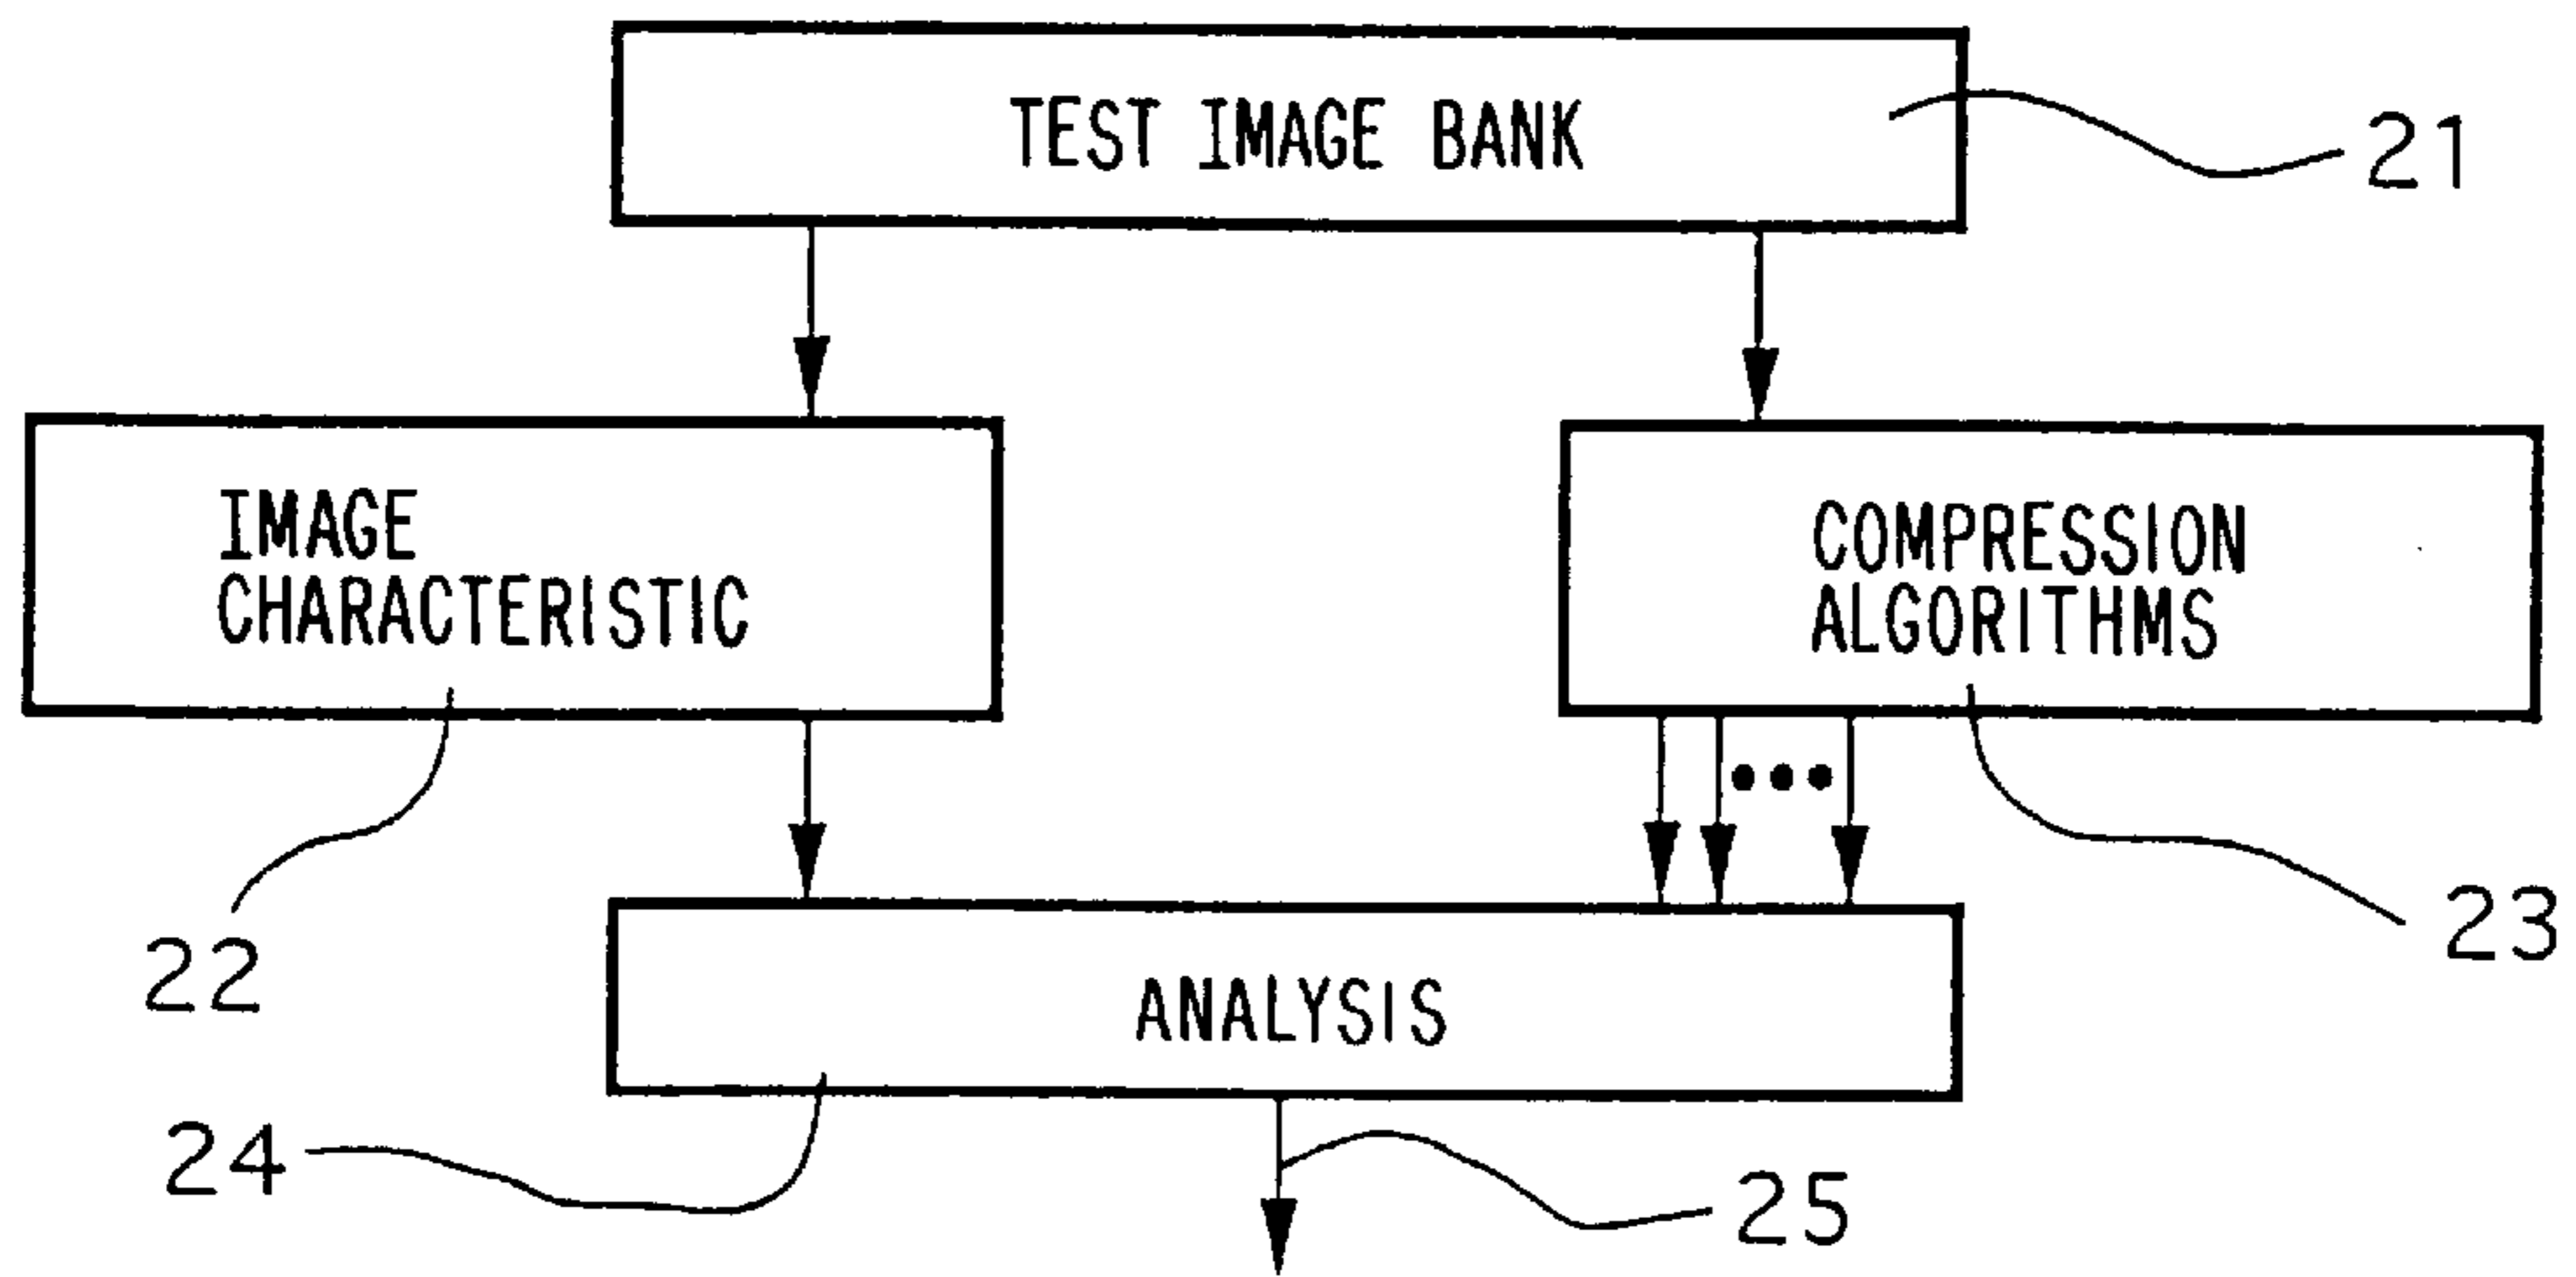 TEST IMAGE BANK
21
IMAGE
CHARACTERISTIC
COMPRESSION
ALGORITHMS
22
23
ANALYSIS
24
25